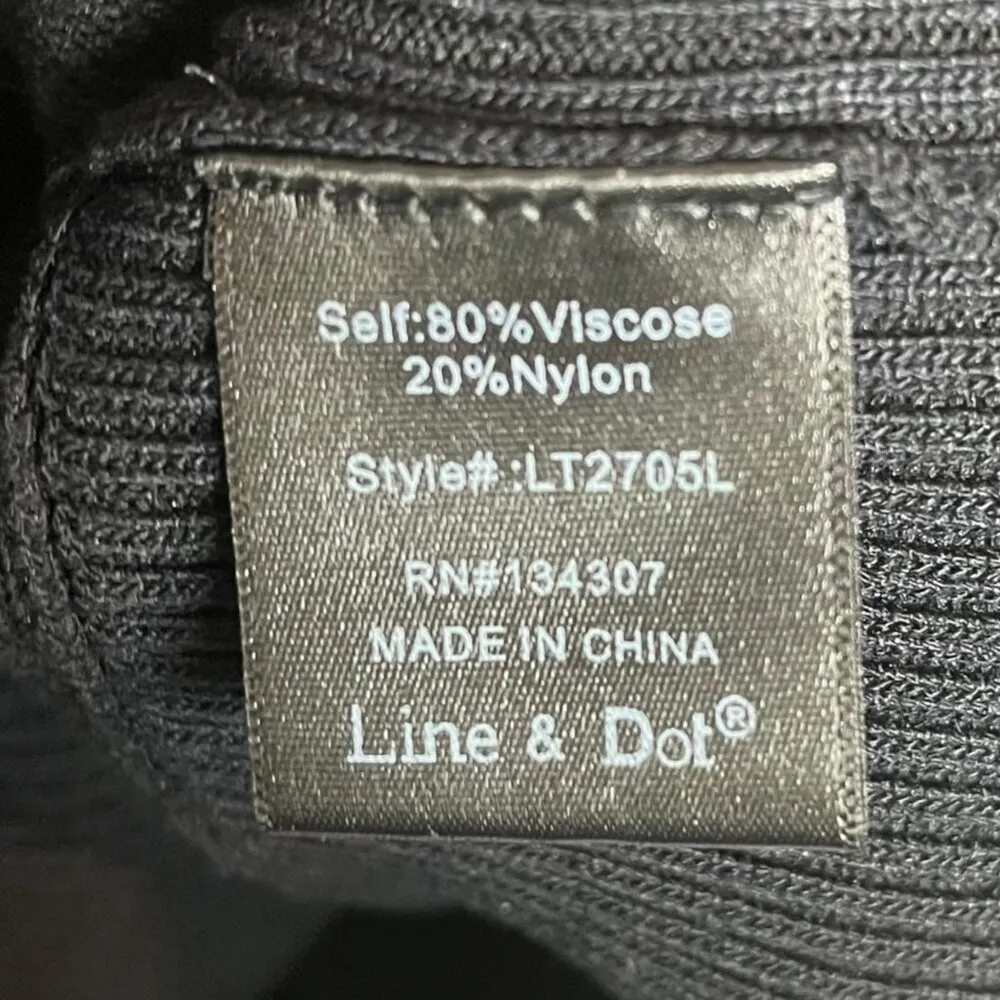 Self:80%Viscose
20%Nylon
Style# :LT2705L
RN#134307
MADE IN CHINA
Line & Dot®